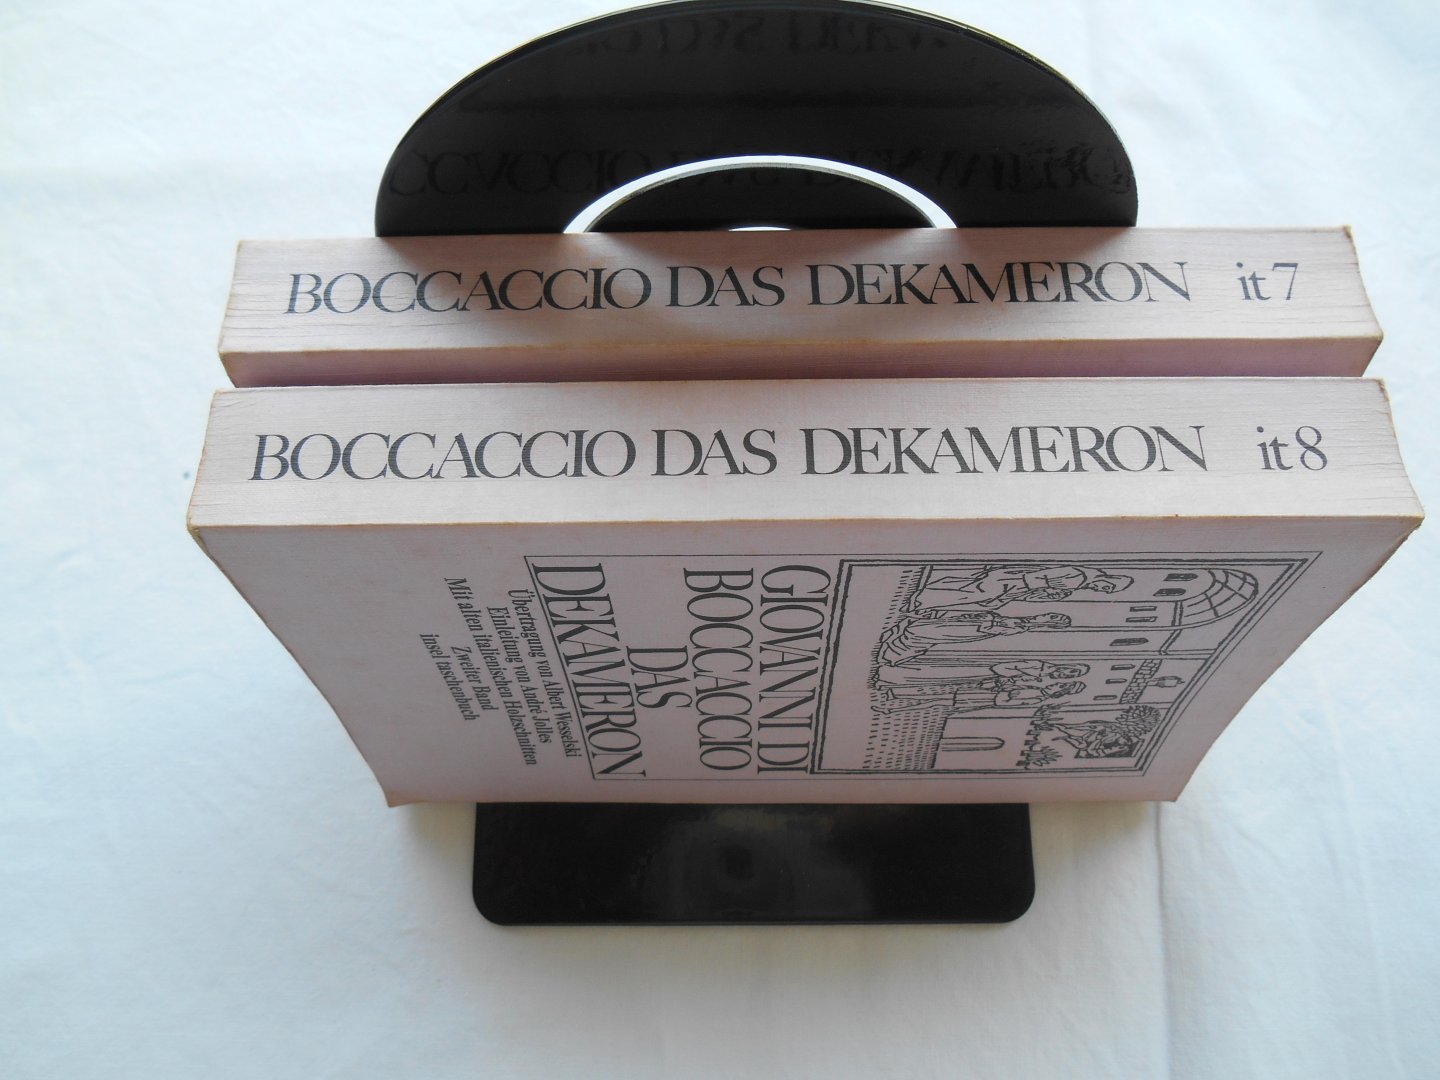 BOCCACCIO DAS DEKAMERON it 7
BOCCACCIO DAS DEKAMERON it 8
GIOVANNI DI
BOCCACCIO
DAS
DEKAMERON
Übertragung von Albert Wesselski
Einleitung von André Jolles
Mit alten italienischen Holzschnitten
Zweiter Band
insel taschenbuch